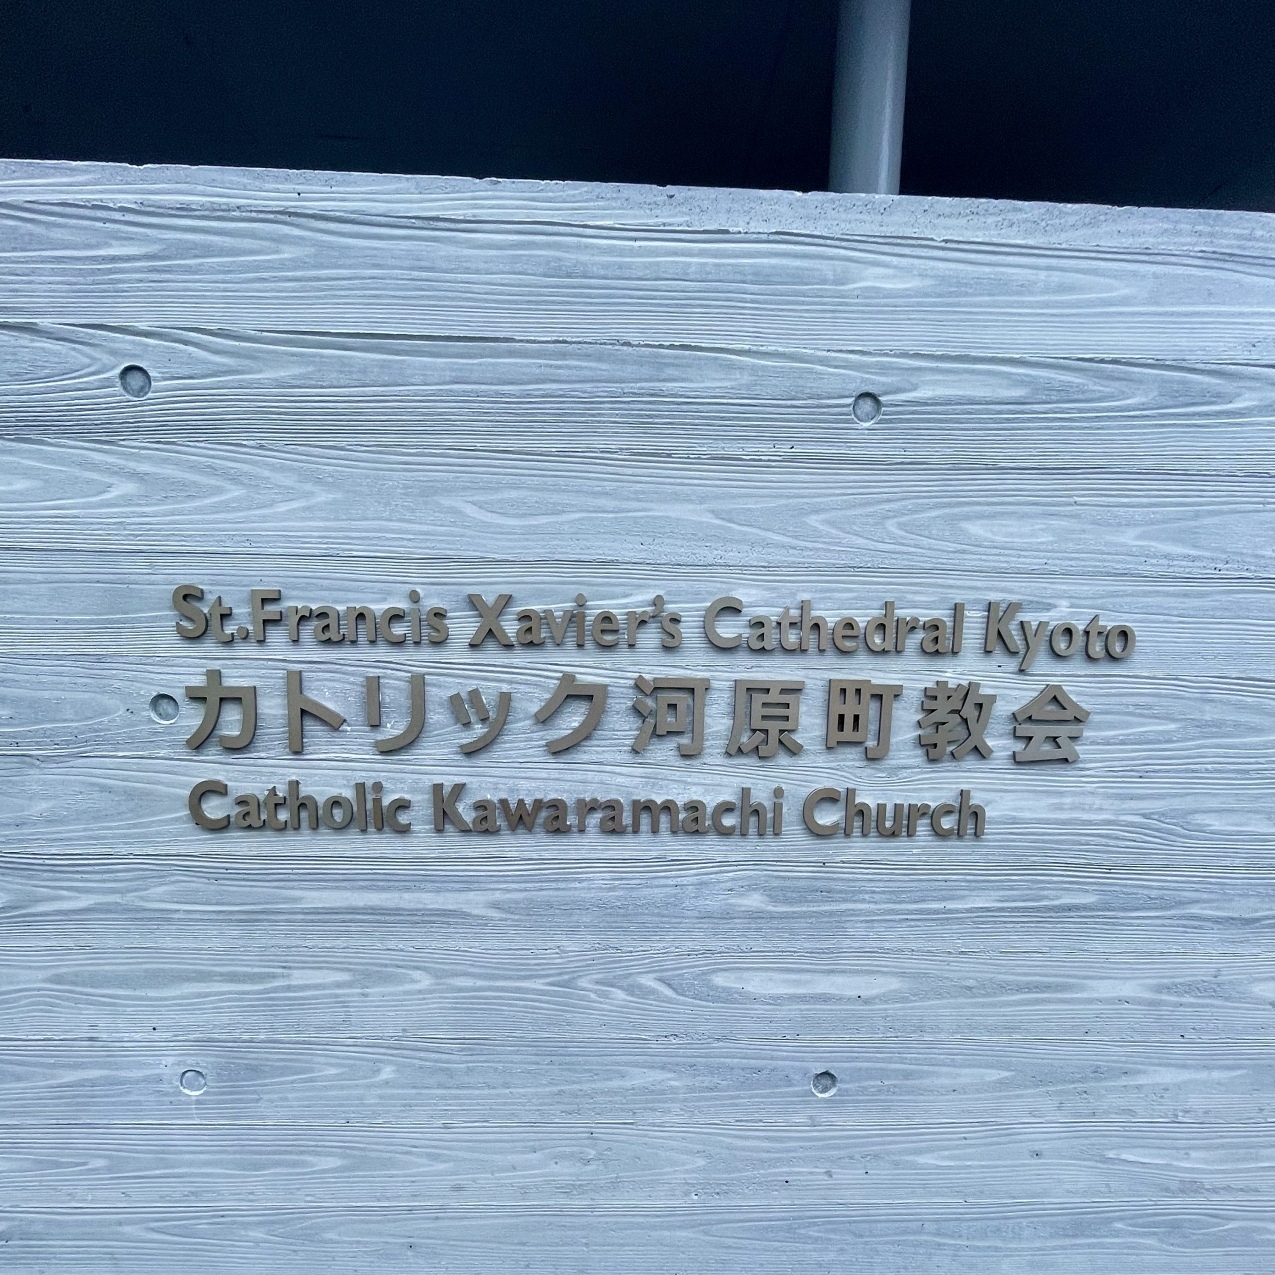 St.Francis Xavier's Cathedral Kyoto
カトリック河原町教会
Catholic Kawaramachi Church